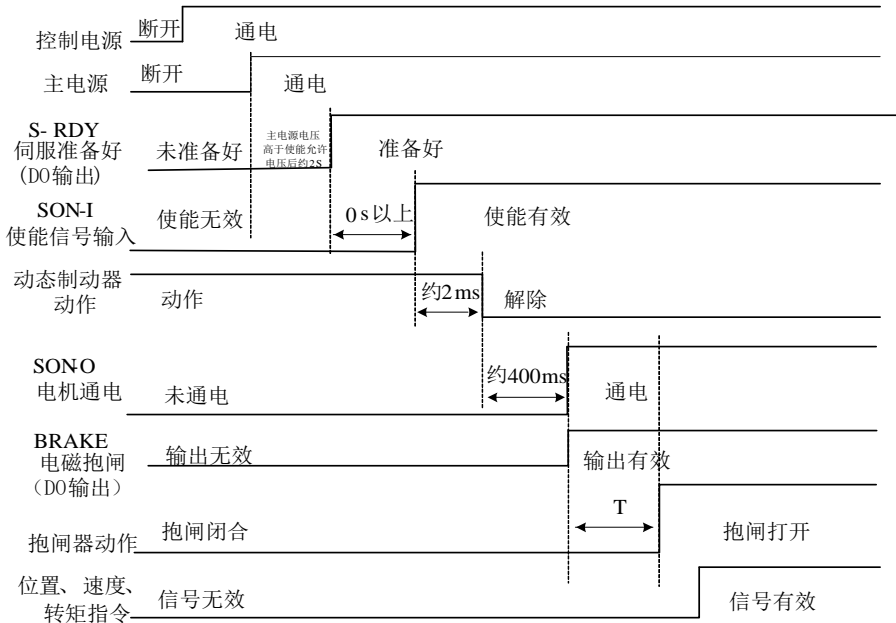 控制电源
断开
通电
主电源
断开
通电
S- RDY
伺服准备好
(DO输出)
未准备好
主电源电压
高于使能允许
电压后约2S
准备好
SON-I
使能信号输入
使能无效
0s以上
使能有效
动态制动器
动作
动作
约2ms
解除
SON-O
电机通电
未通电
约400ms
通电
BRAKE
电磁抱闸
（DO输出）
输出无效
输出有效
T
抱闸器动作
抱闸闭合
抱闸打开
位置、速度、
转矩指令
信号无效
信号有效